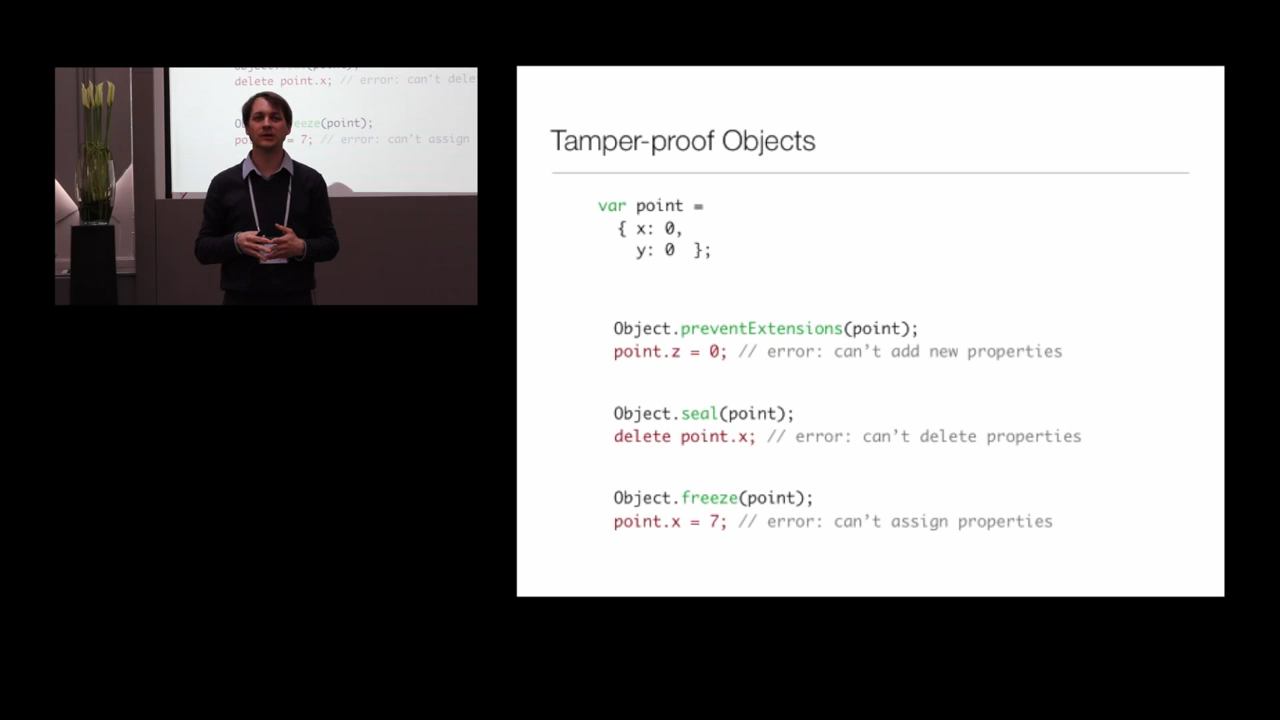 delete point.x; // error: can't dele
eeze(point);
= 7; // error: can't assign
Tamper-proof Objects
var point =
{ x: 0,
y: 0 };
Object.preventExtensions(point);
point.z = 0; // error: can't add new properties
Object.seal(point);
delete point.x; // error: can't delete properties
Object.freeze(point);
point.x = 7; // error: can't assign properties